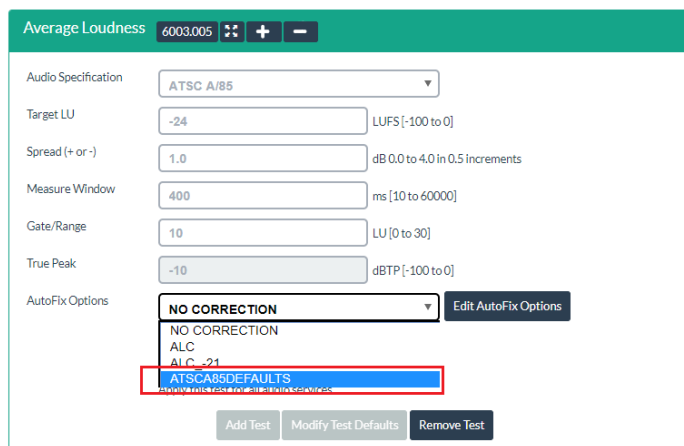 Average Loudness 6003.005
Audio Specification ATSC A/85
Target LU -24 LUFS [-100 to 0]
Spread (+ or -) 1.0 dB 0.0 to 4.0 in 0.5 increments
Measure Window 400 ms [10 to 60000]
Gate/Range 10 LU [0 to 30]
True Peak -10 dBTP [-100 to 0]
AutoFix Options NO CORRECTION Edit AutoFix Options
NO CORRECTION
ALC
ALC_-21
ATSCA85DEFAULTS
Apply this test for all audio services
Add Test Modify Test Defaults Remove Test